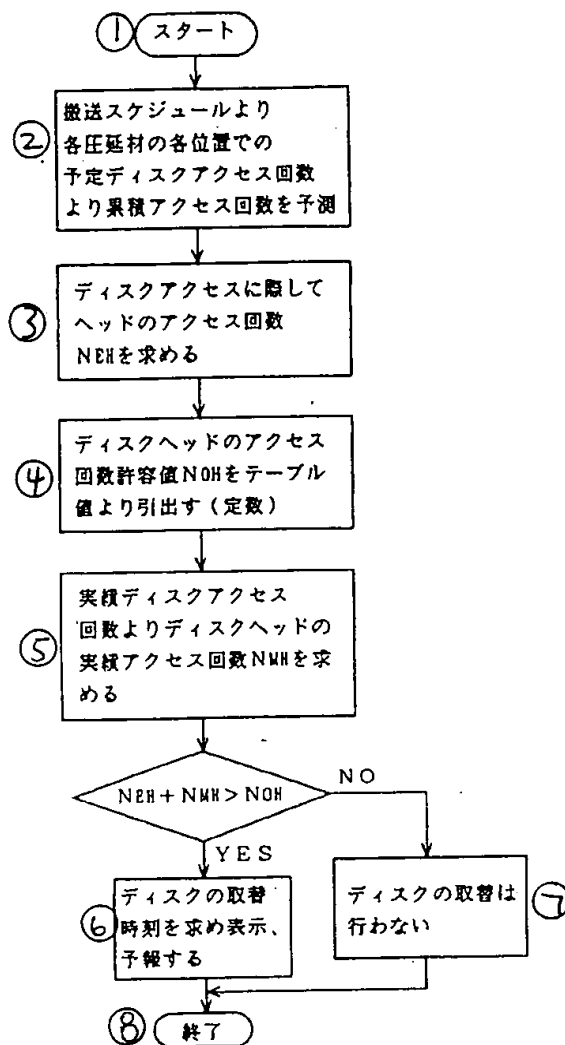 ① スタート
②
搬送スケジュールより
各圧延材の各位置での
予定ディスクアクセス回数
より累積アクセス回数を予測
③
ディスクアクセスに際して
ヘッドのアクセス回数
NEHを求める
④
ディスクヘッドのアクセス
回数許容値NOHをテーブル
値より引出す(定数)
⑤
実績ディスクアクセス
回数よりディスクヘッドの
実績アクセス回数NMHを求
める
NEH+NMH>NOH
NO
YES
⑥
ディスクの取替
時刻を求め表示、
予報する
ディスクの取替は
行わない
⑦
⑧ 終了